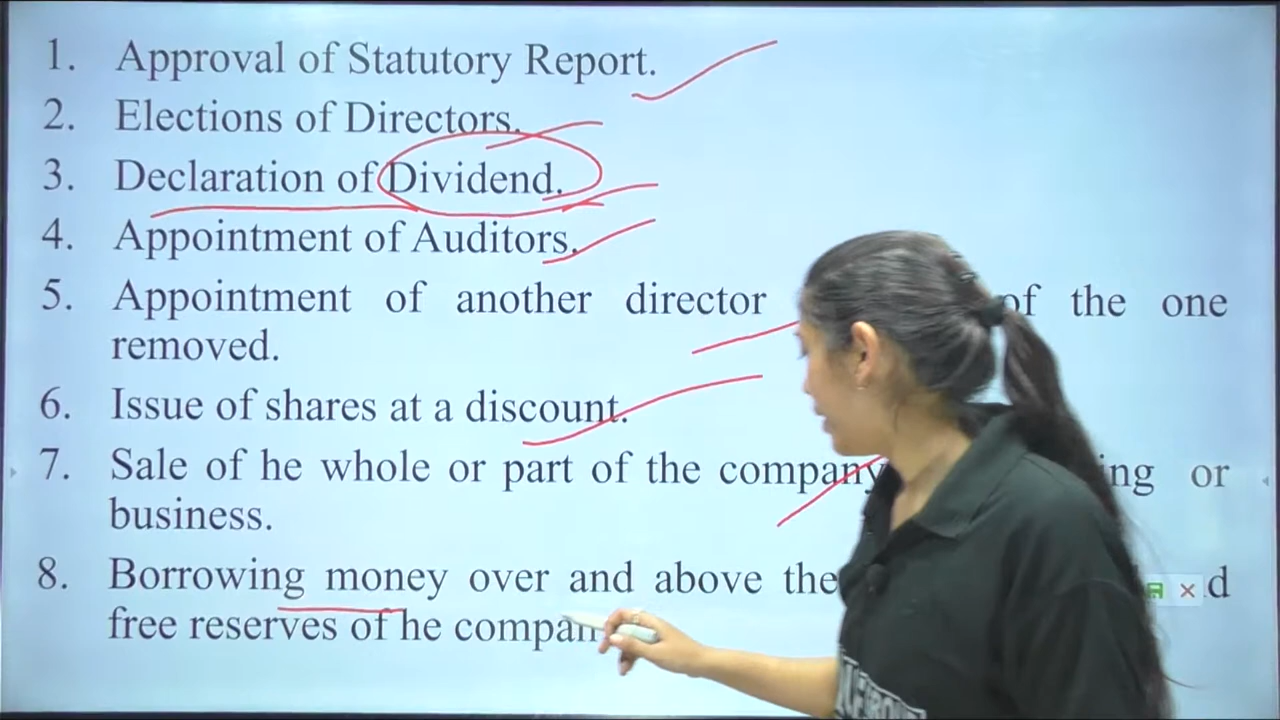 1. Approval of Statutory Report.
2. Elections of Directors.
3. Declaration of Dividend.
4. Appointment of Auditors.
5. Appointment of another director of the one
removed.
6. Issue of shares at a discount.
7. Sale of he whole or part of the company ing or
business.
8. Borrowing money over and above the d
free reserves of he compan